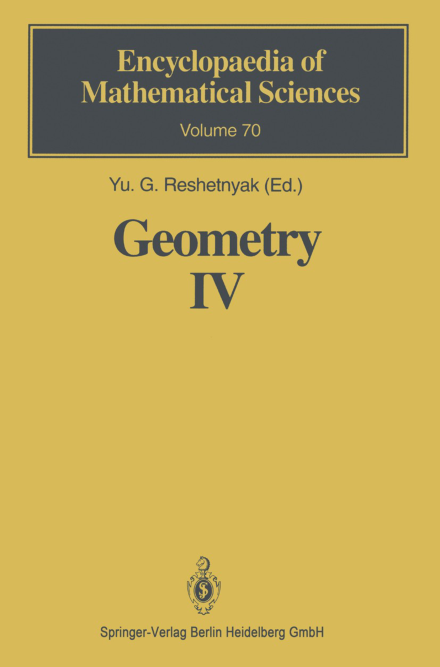 Encyclopaedia of
Mathematical Sciences
Volume 70
Yu. G. Reshetnyak (Ed.)
Geometry
IV
Springer-Verlag Berlin Heidelberg GmbH